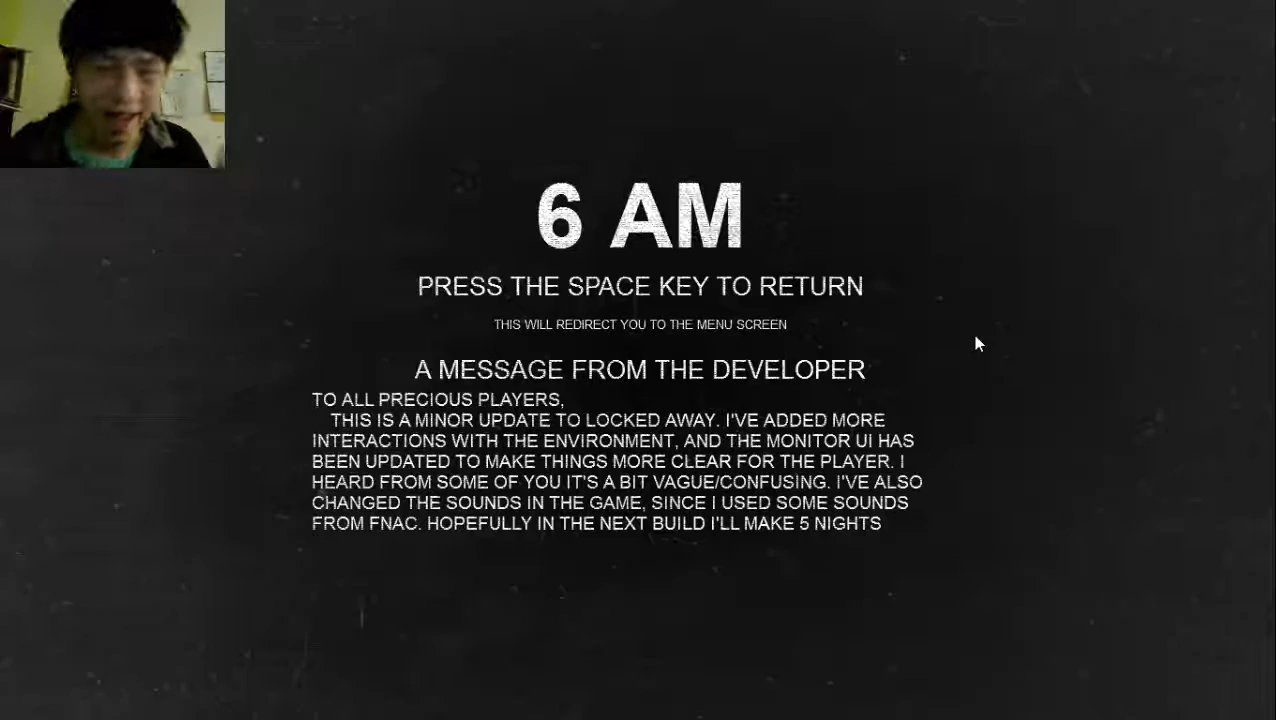 6 AM
PRESS THE SPACE KEY TO RETURN
THIS WILL REDIRECT YOU TO THE MENU SCREEN
A MESSAGE FROM THE DEVELOPER
TO ALL PRECIOUS PLAYERS,
THIS IS A MINOR UPDATE TO LOCKED AWAY. I'VE ADDED MORE
INTERACTIONS WITH THE ENVIRONMENT, AND THE MONITOR UI HAS
BEEN UPDATED TO MAKE THINGS MORE CLEAR FOR THE PLAYER. I
HEARD FROM SOME OF YOU IT'S A BIT VAGUE/CONFUSING. I'VE ALSO
CHANGED THE SOUNDS IN THE GAME, SINCE I USED SOME SOUNDS
FROM FNAC. HOPEFULLY IN THE NEXT BUILD I'LL MAKE 5 NIGHTS